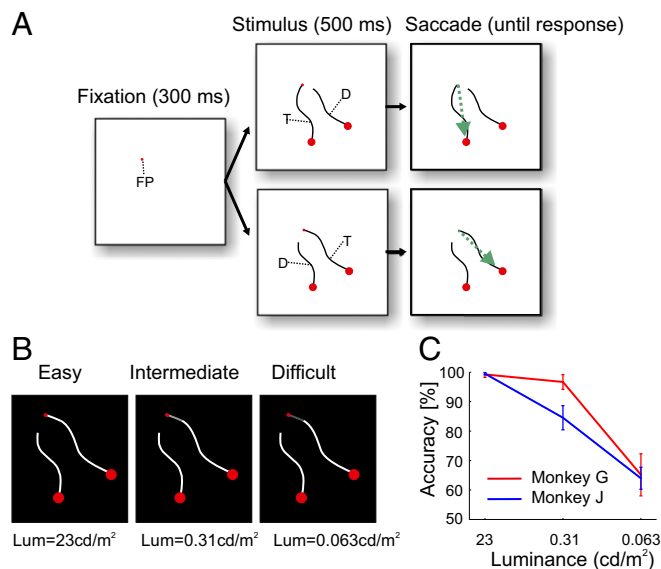 A
Stimulus (500 ms)
Saccade (until response)
Fixation (300 ms)
FP
T
D
D
T
B
Easy
Intermediate
Difficult
Lum=23cd/m²
Lum=0.31cd/m²
Lum=0.063cd/m²
C
Accuracy [%]
100
90
80
70
60
50
Monkey G
Monkey J
23
0.31
0.063
Luminance (cd/m²)